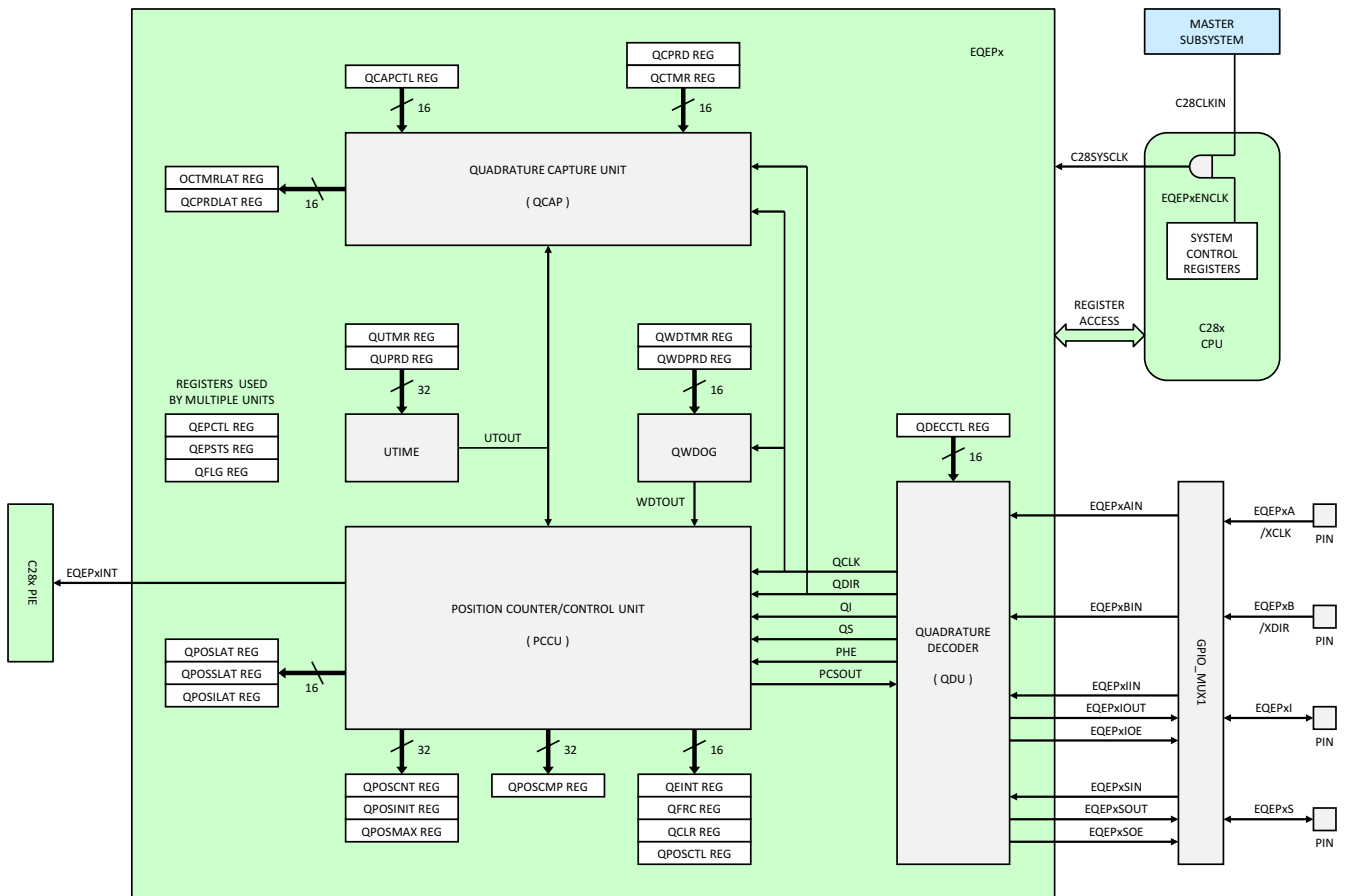 MASTER
SUBSYSTEM
EQEPx
QCPRD REG
QCAPCTL REG
QCTMR REG
16
16
C28CLKIN
C28SYSCLK
QUADRATURE CAPTURE UNIT
( QCAP )
OCTMRLAT REG
QCPRDLAT REG
16
EQEPxENCLK
SYSTEM
CONTROL
REGISTERS
REGISTER
ACCESS
C28x
CPU
QUTMR REG
QUPRD REG
32
QWDTMR REG
QWDPRD REG
16
REGISTERS USED
BY MULTIPLE UNITS
QEPCTL REG
QEPSTS REG
QFLG REG
UTIME
UTOUT
QWDOG
WDTOUT
QDECCTL REG
16
C28x PIE
EQEPxINT
POSITION COUNTER/CONTROL UNIT
( PCCU )
QCLK
QDIR
QI
QS
PHE
PCSOUT
QUADRATURE
DECODER
( QDU )
EQEPxAIN
EQEPxBIN
EQEPxIIN
EQEPxIOUT
EQEPxIOE
EQEPxSIN
EQEPxSOUT
EQEPxSOE
GPIO_MUX1
EQEPxA
/XCLK
PIN
EQEPxB
/XDIR
PIN
EQEPxI
PIN
EQEPxS
PIN
QPOSLAT REG
QPOSSLAT REG
QPOSILAT REG
16
32
32
16
QPOSCNT REG
QPOSINIT REG
QPOSMAX REG
QPOSCMP REG
QEINT REG
QFRC REG
QCLR REG
QPOSCTL REG